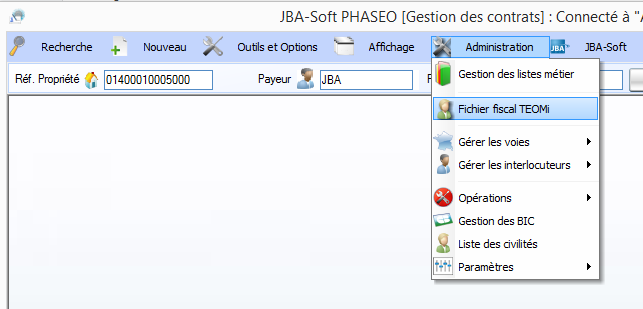 JBA-Soft PHASEO [Gestion des contrats] : Connecté à "
Recherche Nouveau Outils et Options Affichage Administration JBA JBA-Soft
Réf. Propriété 01400010005000 Payeur JBA
Gestion des listes métier
Fichier fiscal TEOMi
Gérer les voies
Gérer les interlocuteurs
Opérations
Gestion des BIC
Liste des civilités
Paramètres